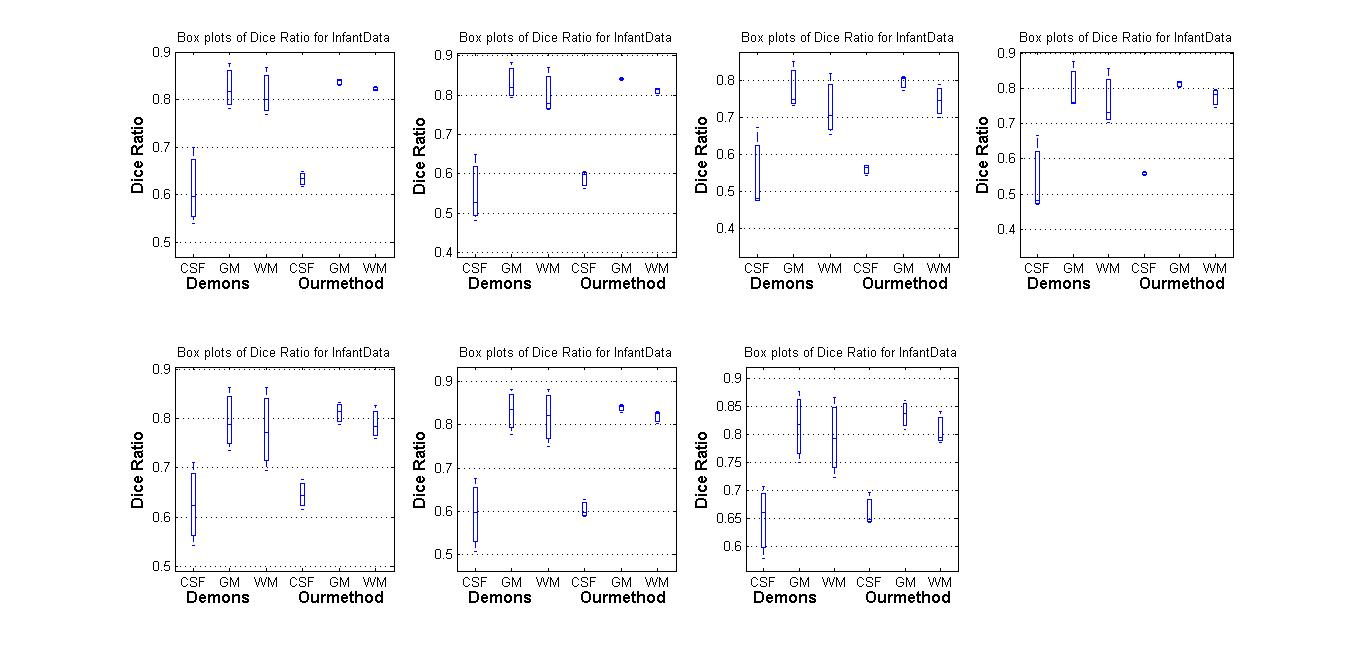 Box plots of Dice Ratio for InfantData
0.9
0.8
0.7
0.6
0.5
Dice Ratio
CSF GM WM CSF GM WM
Demons Ourmethod
Box plots of Dice Ratio for InfantData
0.9
0.8
0.7
0.6
0.5
0.4
Dice Ratio
CSF GM WM CSF GM WM
Demons Ourmethod
Box plots of Dice Ratio for InfantData
0.8
0.7
0.6
0.5
0.4
Dice Ratio
CSF GM WM CSF GM WM
Demons Ourmethod
Box plots of Dice Ratio for InfantData
0.9
0.8
0.7
0.6
0.5
0.4
Dice Ratio
CSF GM WM CSF GM WM
Demons Ourmethod
Box plots of Dice Ratio for InfantData
0.9
0.8
0.7
0.6
0.5
Dice Ratio
CSF GM WM CSF GM WM
Demons Ourmethod
Box plots of Dice Ratio for InfantData
0.9
0.8
0.7
0.6
0.5
Dice Ratio
CSF GM WM CSF GM WM
Demons Ourmethod
Box plots of Dice Ratio for InfantData
0.9
0.85
0.8
0.75
0.7
0.65
0.6
Dice Ratio
CSF GM WM CSF GM WM
Demons Ourmethod